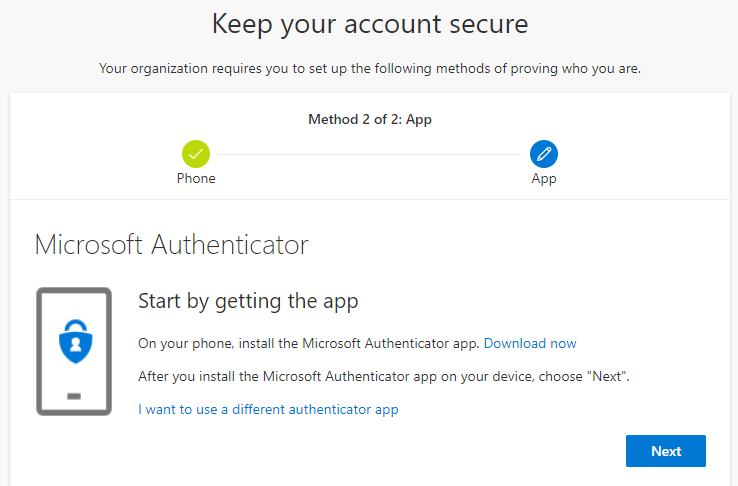 Keep your account secure
Your organization requires you to set up the following methods of proving who you are.
Method 2 of 2: App
Phone
App
Microsoft Authenticator
Start by getting the app
On your phone, install the Microsoft Authenticator app. Download now
After you install the Microsoft Authenticator app on your device, choose "Next".
I want to use a different authenticator app
Next